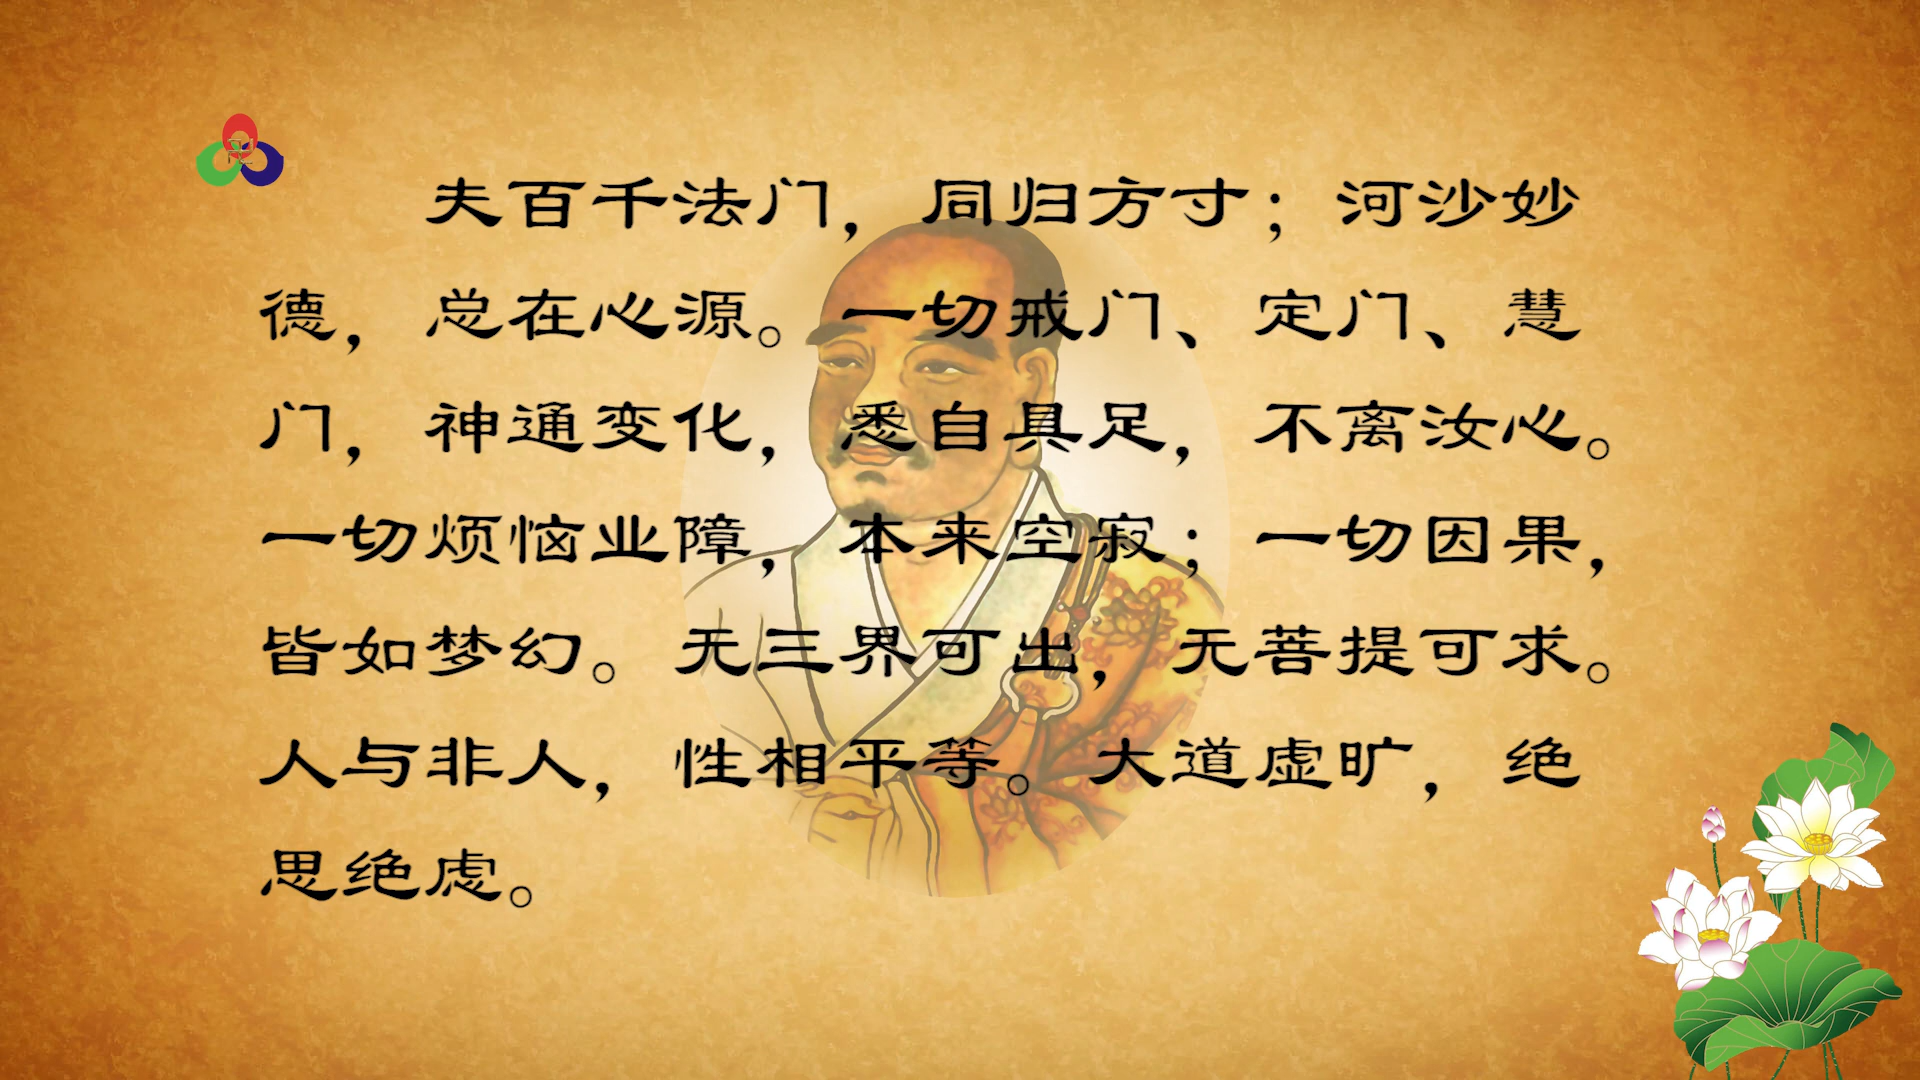 夫百千法门，同归方寸；河沙妙
德，总在心源。一切戒门、定门、慧
门，神通变化，悉自具足，不离汝心。
一切烦恼业障，本来空寂；一切因果，
皆如梦幻。无三界可出，无菩提可求。
人与非人，性相平等。大道虚旷，绝
思绝虑。